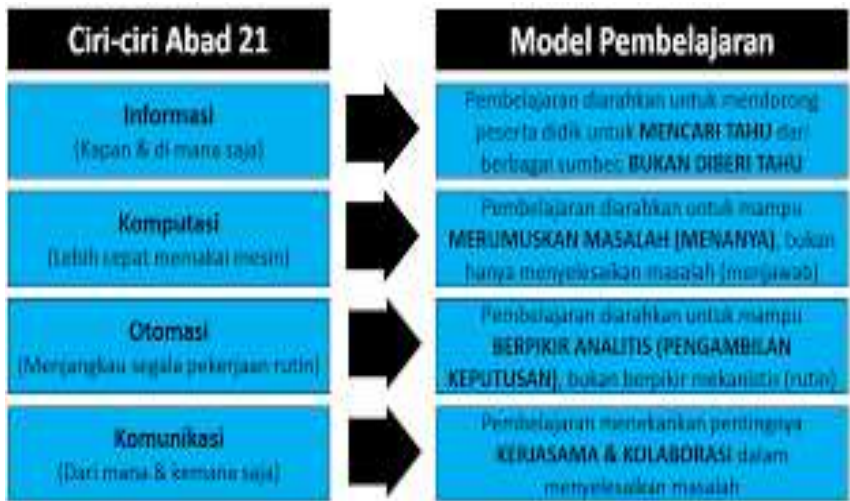 Ciri-ciri Abad 21
Model Pembelajaran
Informasi
(Kapan & di mana saja)
Pembelajaran diarahkan untuk mendorong
peserta didik untuk MENCARI TAHU dari
berbagai sumber, BUKAN DIBERI TAHU
Komputasi
(Lebih cepat memakai mesin)
Pembelajaran diarahkan untuk mampu
MERUMUSKAN MASALAH (MENANYA), bukan
hanya menyelesaikan masalah (menjawab)
Otomasi
(Menjangkau segala pekerjaan rutin)
Pembelajaran diarahkan untuk mampu
BERPIKIR ANALITIS (PENGAMBILAN
KEPUTUSAN), bukan berpikir mekanistis (rutin)
Komunikasi
(Dari mana & kemana saja)
Pembelajaran menekankan pentingnya
KERJASAMA & KOLABORASI dalam
menyelesaikan masalah